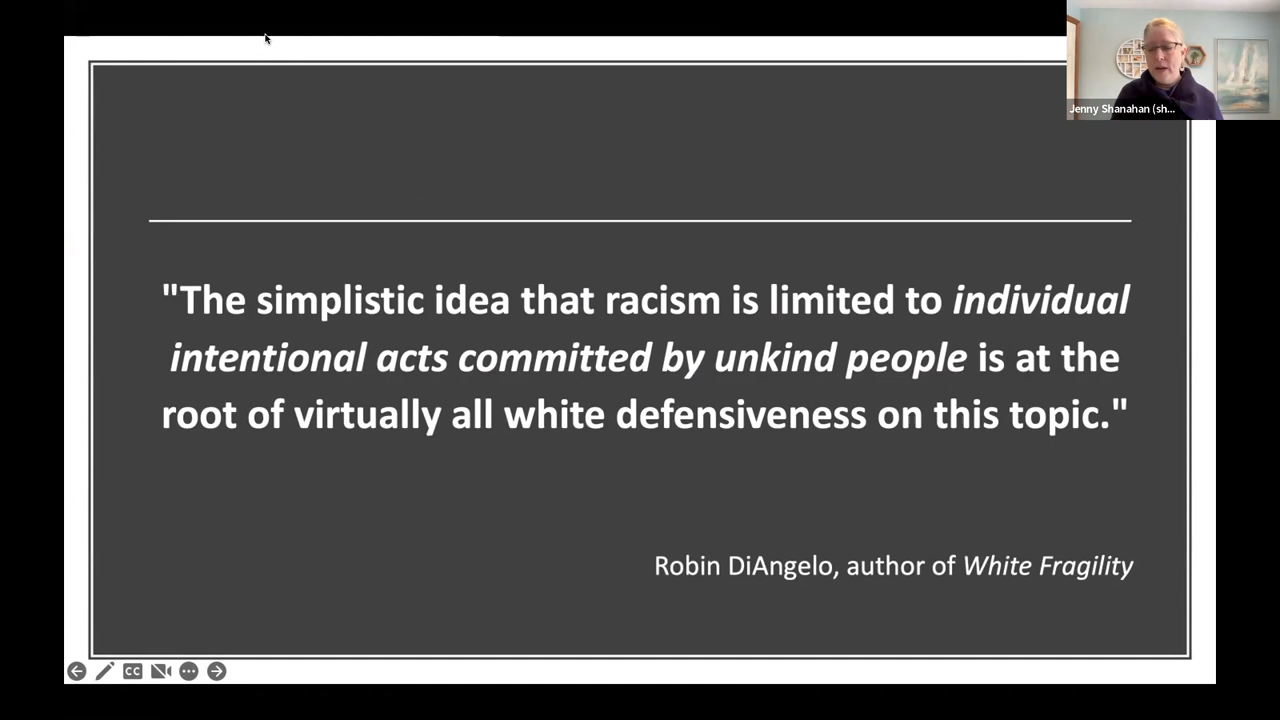 Jenny Shanahan (sh...
"The simplistic idea that racism is limited to individual
intentional acts committed by unkind people is at the
root of virtually all white defensiveness on this topic."
Robin DiAngelo, author of White Fragility
CC